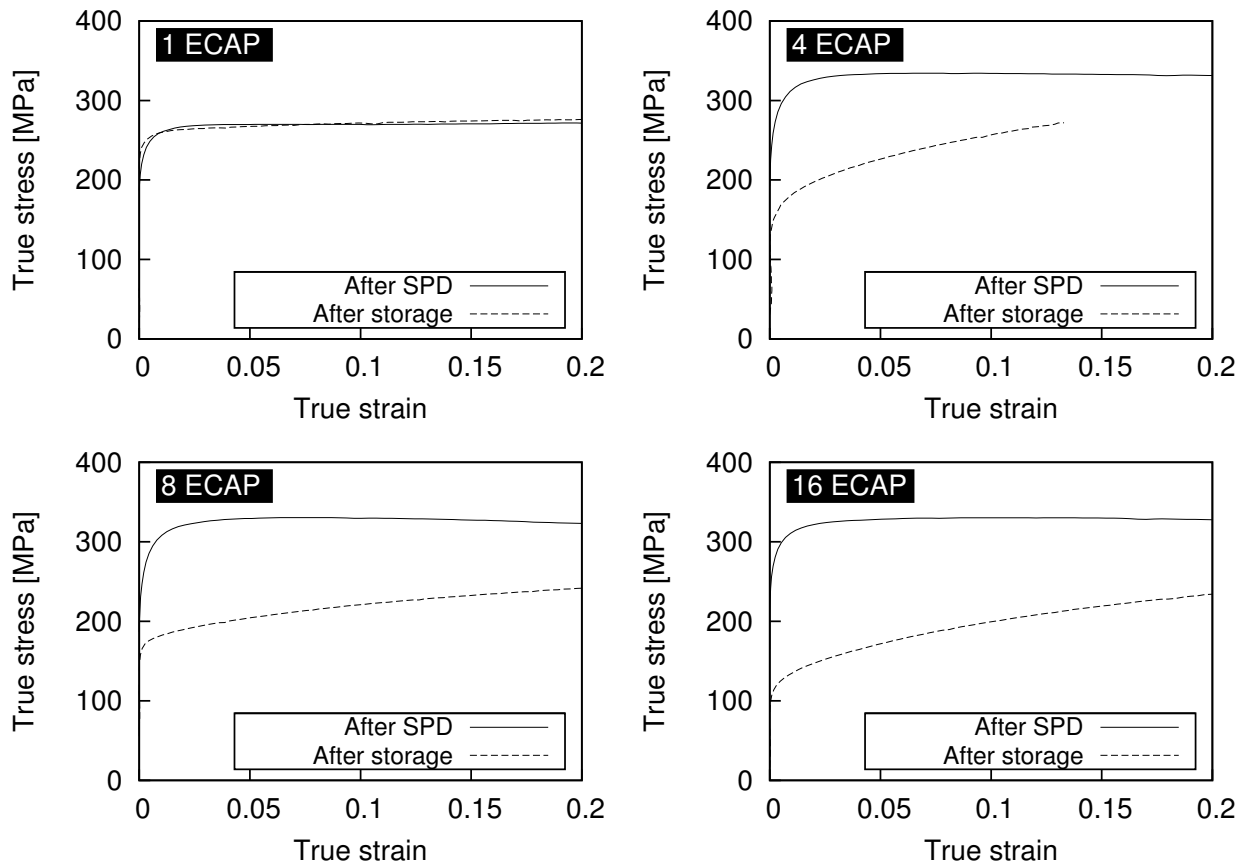 1 ECAP
True stress [MPa]
400
300
200
100
0
After SPD
After storage
0 0.05 0.1 0.15 0.2
True strain
4 ECAP
True stress [MPa]
400
300
200
100
0
After SPD
After storage
0 0.05 0.1 0.15 0.2
True strain
8 ECAP
True stress [MPa]
400
300
200
100
0
After SPD
After storage
0 0.05 0.1 0.15 0.2
True strain
16 ECAP
True stress [MPa]
400
300
200
100
0
After SPD
After storage
0 0.05 0.1 0.15 0.2
True strain